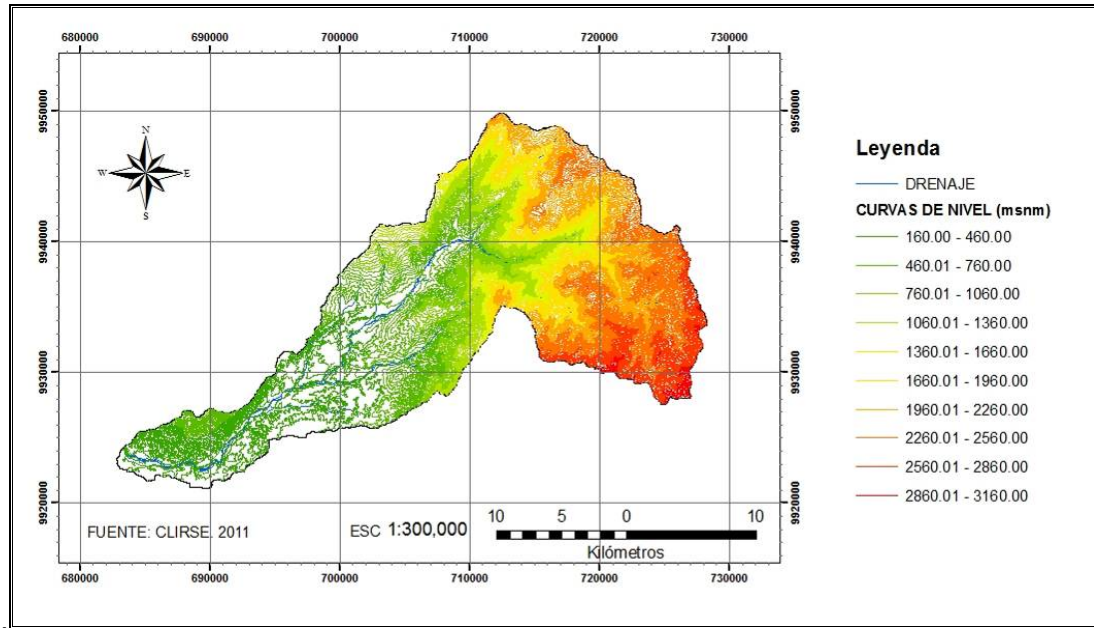 680000 690000 700000 710000 720000 730000
9950000 9950000
N
W E
S
9940000 9940000
9930000 9930000
9920000 9920000
FUENTE: CLIRSE. 2011
ESC 1:300,000
10 5 0 10
Kilómetros
680000 690000 700000 710000 720000 730000
Leyenda
DRENAJE
CURVAS DE NIVEL (msnm)
160.00 - 460.00
460.01 - 760.00
760.01 - 1060.00
1060.01 - 1360.00
1360.01 - 1660.00
1660.01 - 1960.00
1960.01 - 2260.00
2260.01 - 2560.00
2560.01 - 2860.00
2860.01 - 3160.00